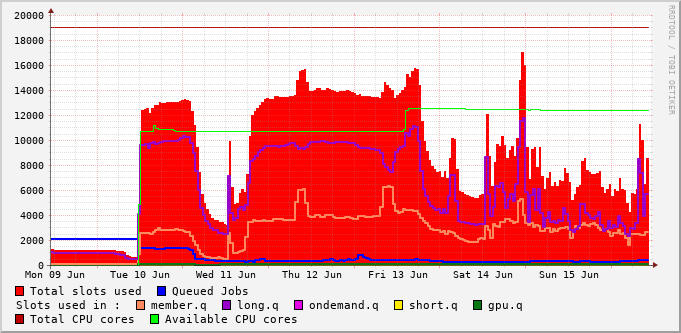 20000
18000
16000
14000
12000
10000
8000
6000
4000
2000
0
Mon 09 Jun Tue 10 Jun Wed 11 Jun Thu 12 Jun Fri 13 Jun Sat 14 Jun Sun 15 Jun
Total slots used Queued Jobs
Slots used in : member.q long.q ondemand.q short.q gpu.q
Total CPU cores Available CPU cores
RRDTOOL / TOBI OETIKER